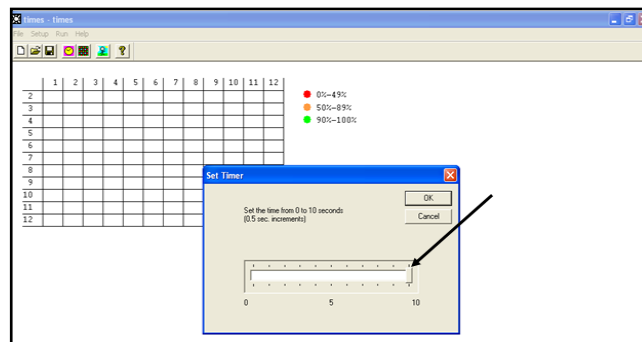 times - times
File Setup Run Help
1 2 3 4 5 6 7 8 9 10 11 12
0%-49%
2
50%-89%
3
90%-100%
4
5
6
7
8
9
10
11
12
Set Timer
OK
Set the time from 0 to 10 seconds
(0.5 sec. increments)
Cancel
0 5 10